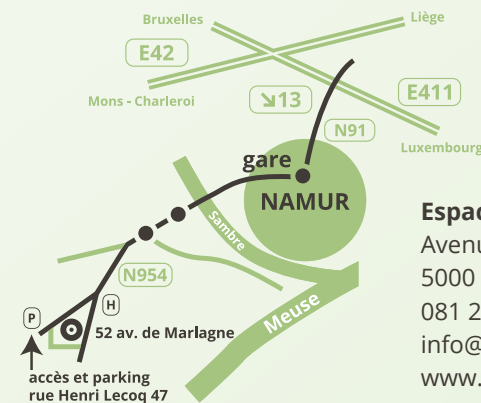 Bruxelles
Liège
E42
Mons - Charleroi
13
E411
N91
Luxembourg
gare
NAMUR
Sambre
N954
Meuse
P
H
52 av. de Marlagne
accès et parking
rue Henri Lecoq 47
Espac
Avenu
5000
081 2
info@
www.